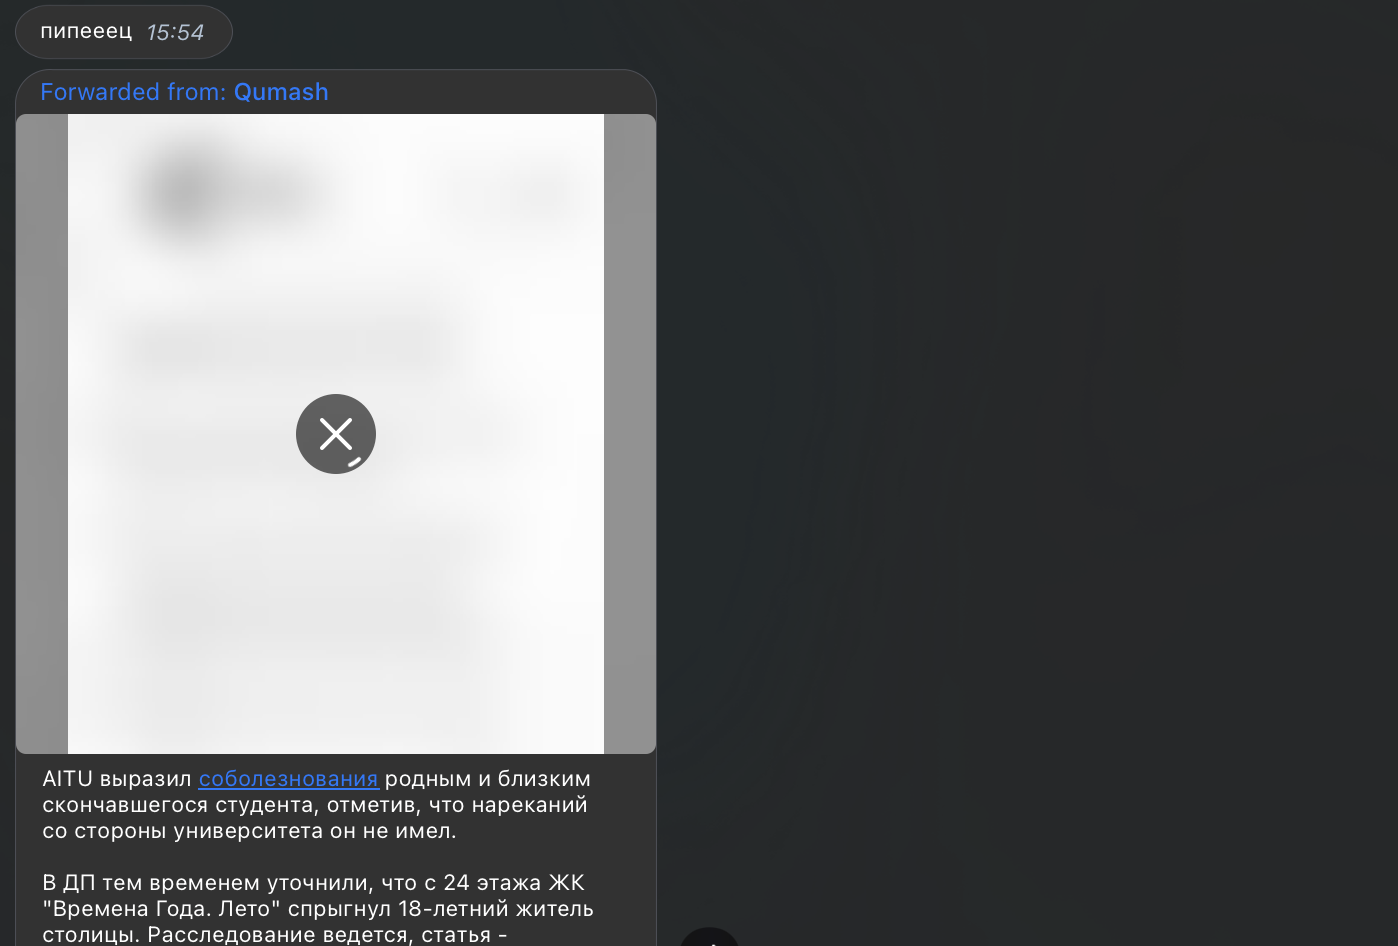 пипееец 15:54
Forwarded from: Qumash
AITU выразил соболезнования родным и близким
скончавшегося студента, отметив, что нареканий
со стороны университета он не имел.
В ДП тем временем уточнили, что с 24 этажа ЖК
"Времена Года. Лето" спрыгнул 18-летний житель
столицы. Расследование ведется, статья -